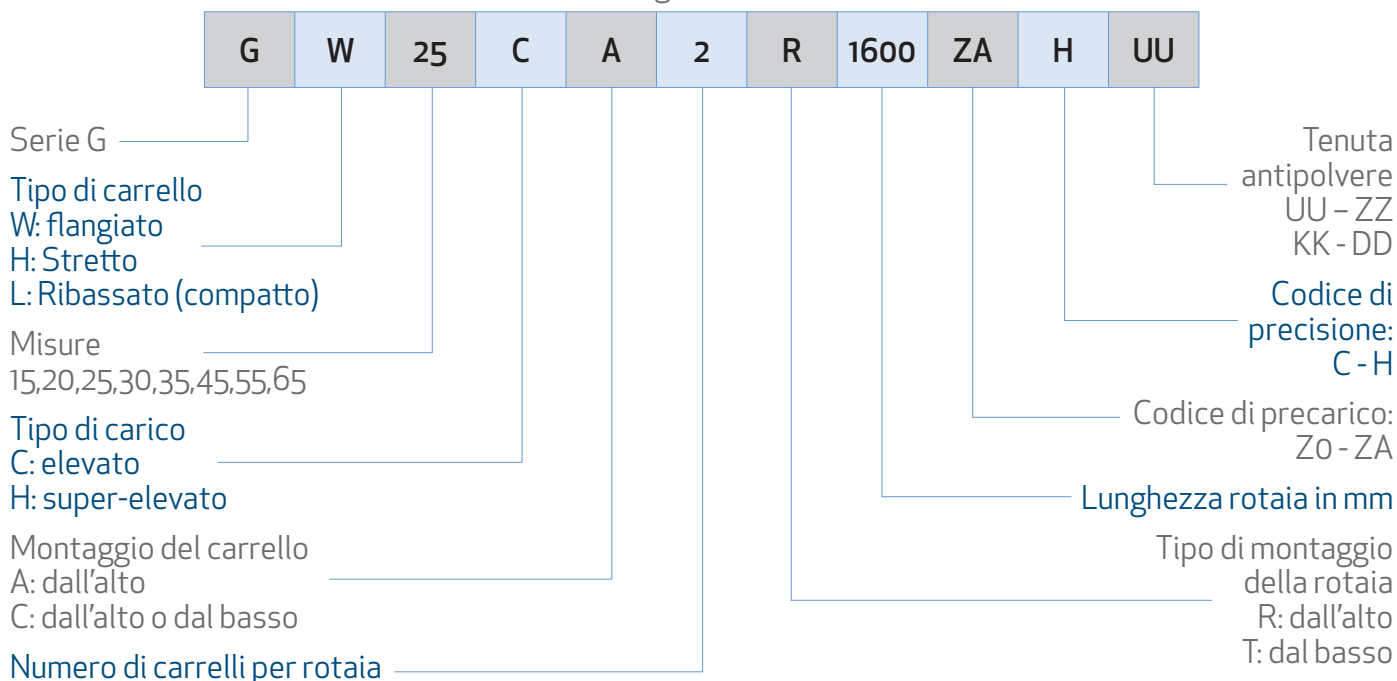 G W 25 C A 2 R 1600 ZA H UU
Serie G
Tipo di carrello
W: flangiato
H: Stretto
L: Ribassato (compatto)
Misure
15,20,25,30,35,45,55,65
Tipo di carico
C: elevato
H: super-elevato
Montaggio del carrello
A: dall'alto
C: dall'alto o dal basso
Numero di carrelli per rotaia
Tenuta
antipolvere
UU – ZZ
KK - DD
Codice di
precisione:
C - H
Codice di precarico:
Z0 - ZA
Lunghezza rotaia in mm
Tipo di montaggio
della rotaia
R: dall'alto
T: dal basso